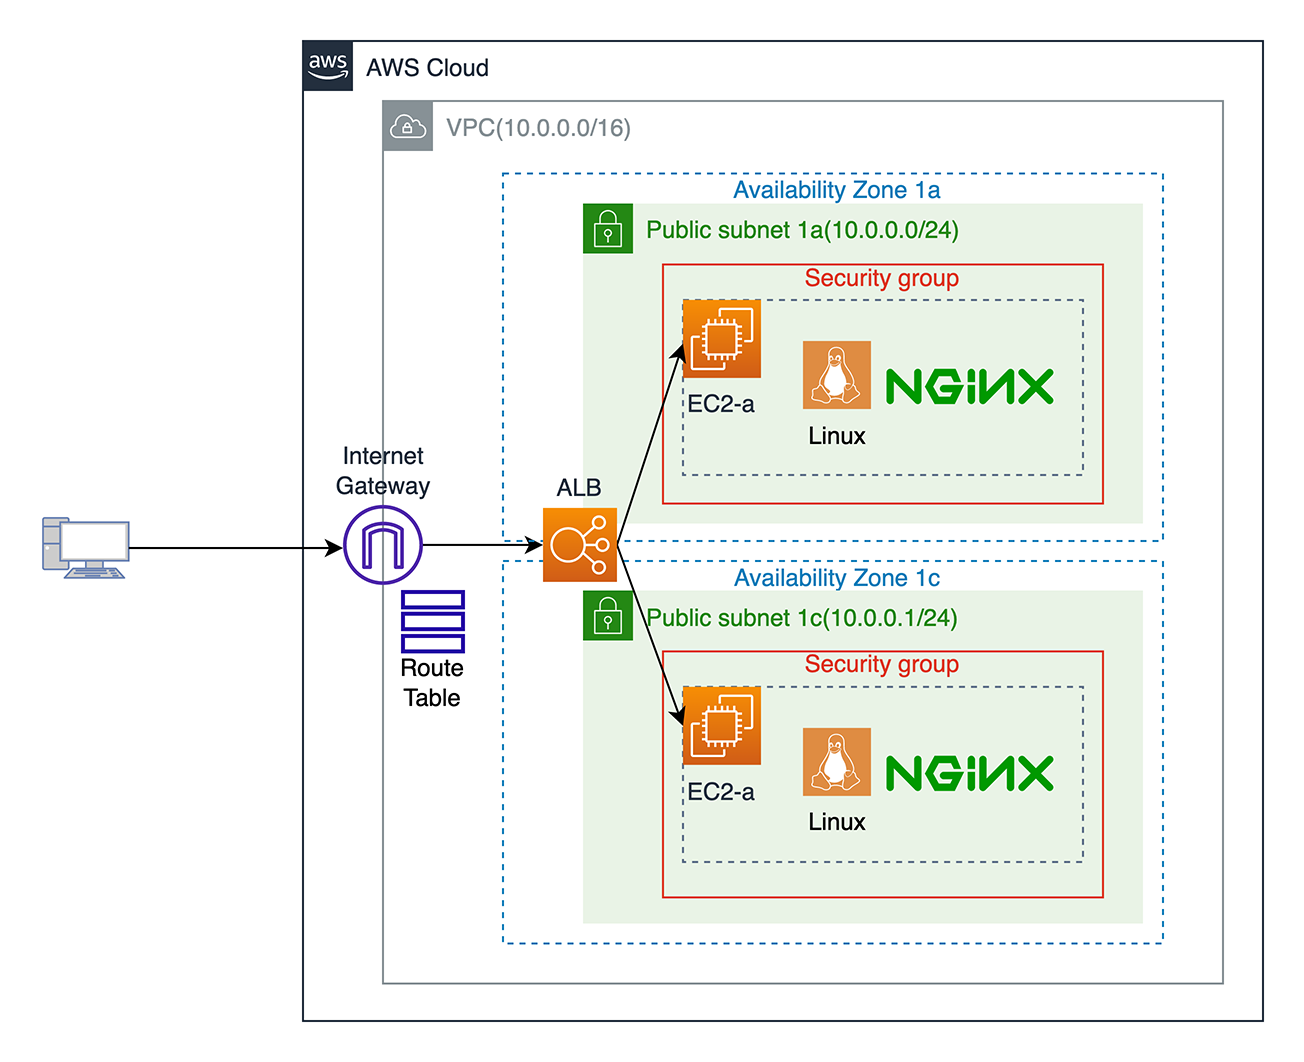 aws
AWS Cloud
VPC(10.0.0.0/16)
Availability Zone 1a
Public subnet 1a(10.0.0.0/24)
Security group
EC2-a
Linux
NGINX
Internet
Gateway
ALB
Route
Table
Availability Zone 1c
Public subnet 1c(10.0.0.1/24)
Security group
EC2-a
Linux
NGINX